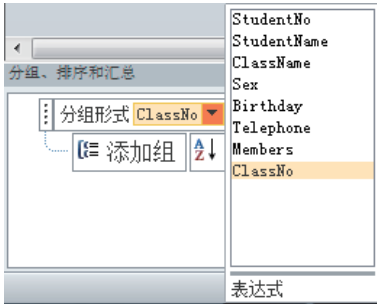 分组、排序和汇总
分组形式 ClassNo
添加组 AZ
StudentNo
StudentName
ClassName
Sex
Birthday
Telephone
Members
ClassNo
表达式